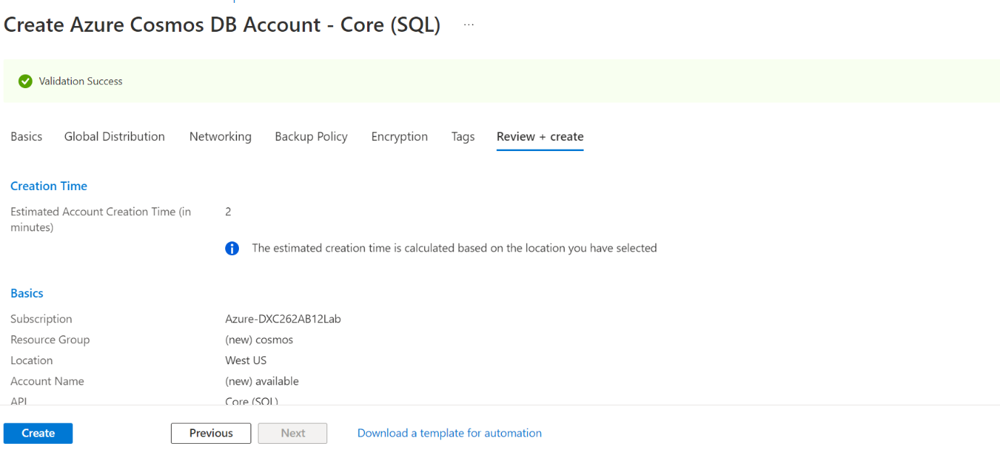 Create Azure Cosmos DB Account - Core (SQL) ...
Validation Success
Basics Global Distribution Networking Backup Policy Encryption Tags Review + create
Creation Time
Estimated Account Creation Time (in 2
minutes)
The estimated creation time is calculated based on the location you have selected
Basics
Subscription Azure-DXC262AB12Lab
Resource Group (new) cosmos
Location West US
Account Name (new) available
API Core (SQL)
Create Previous Next Download a template for automation